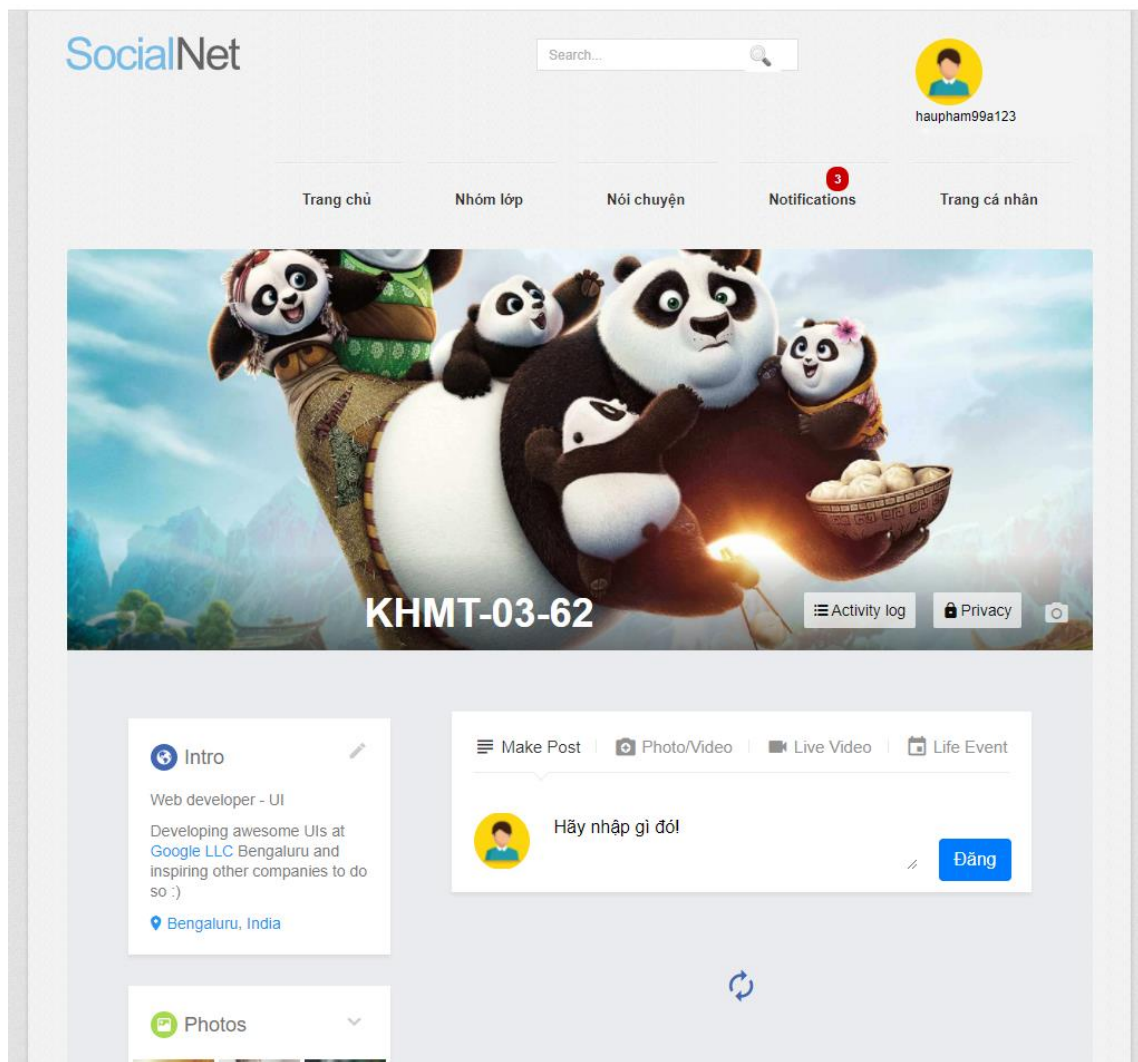 SocialNet
Search...
haupham99a123
3
Trang chủ Nhóm lớp Nói chuyện Notifications Trang cá nhân
KHMT-03-62
Activity log Privacy
Make Post Photo/Video Live Video Life Event
Intro
Web developer - UI
Developing awesome UIs at
Google LLC Bengaluru and
inspiring other companies to do
so :)
Bengaluru, India
Hãy nhập gì đó!
Đăng
Photos